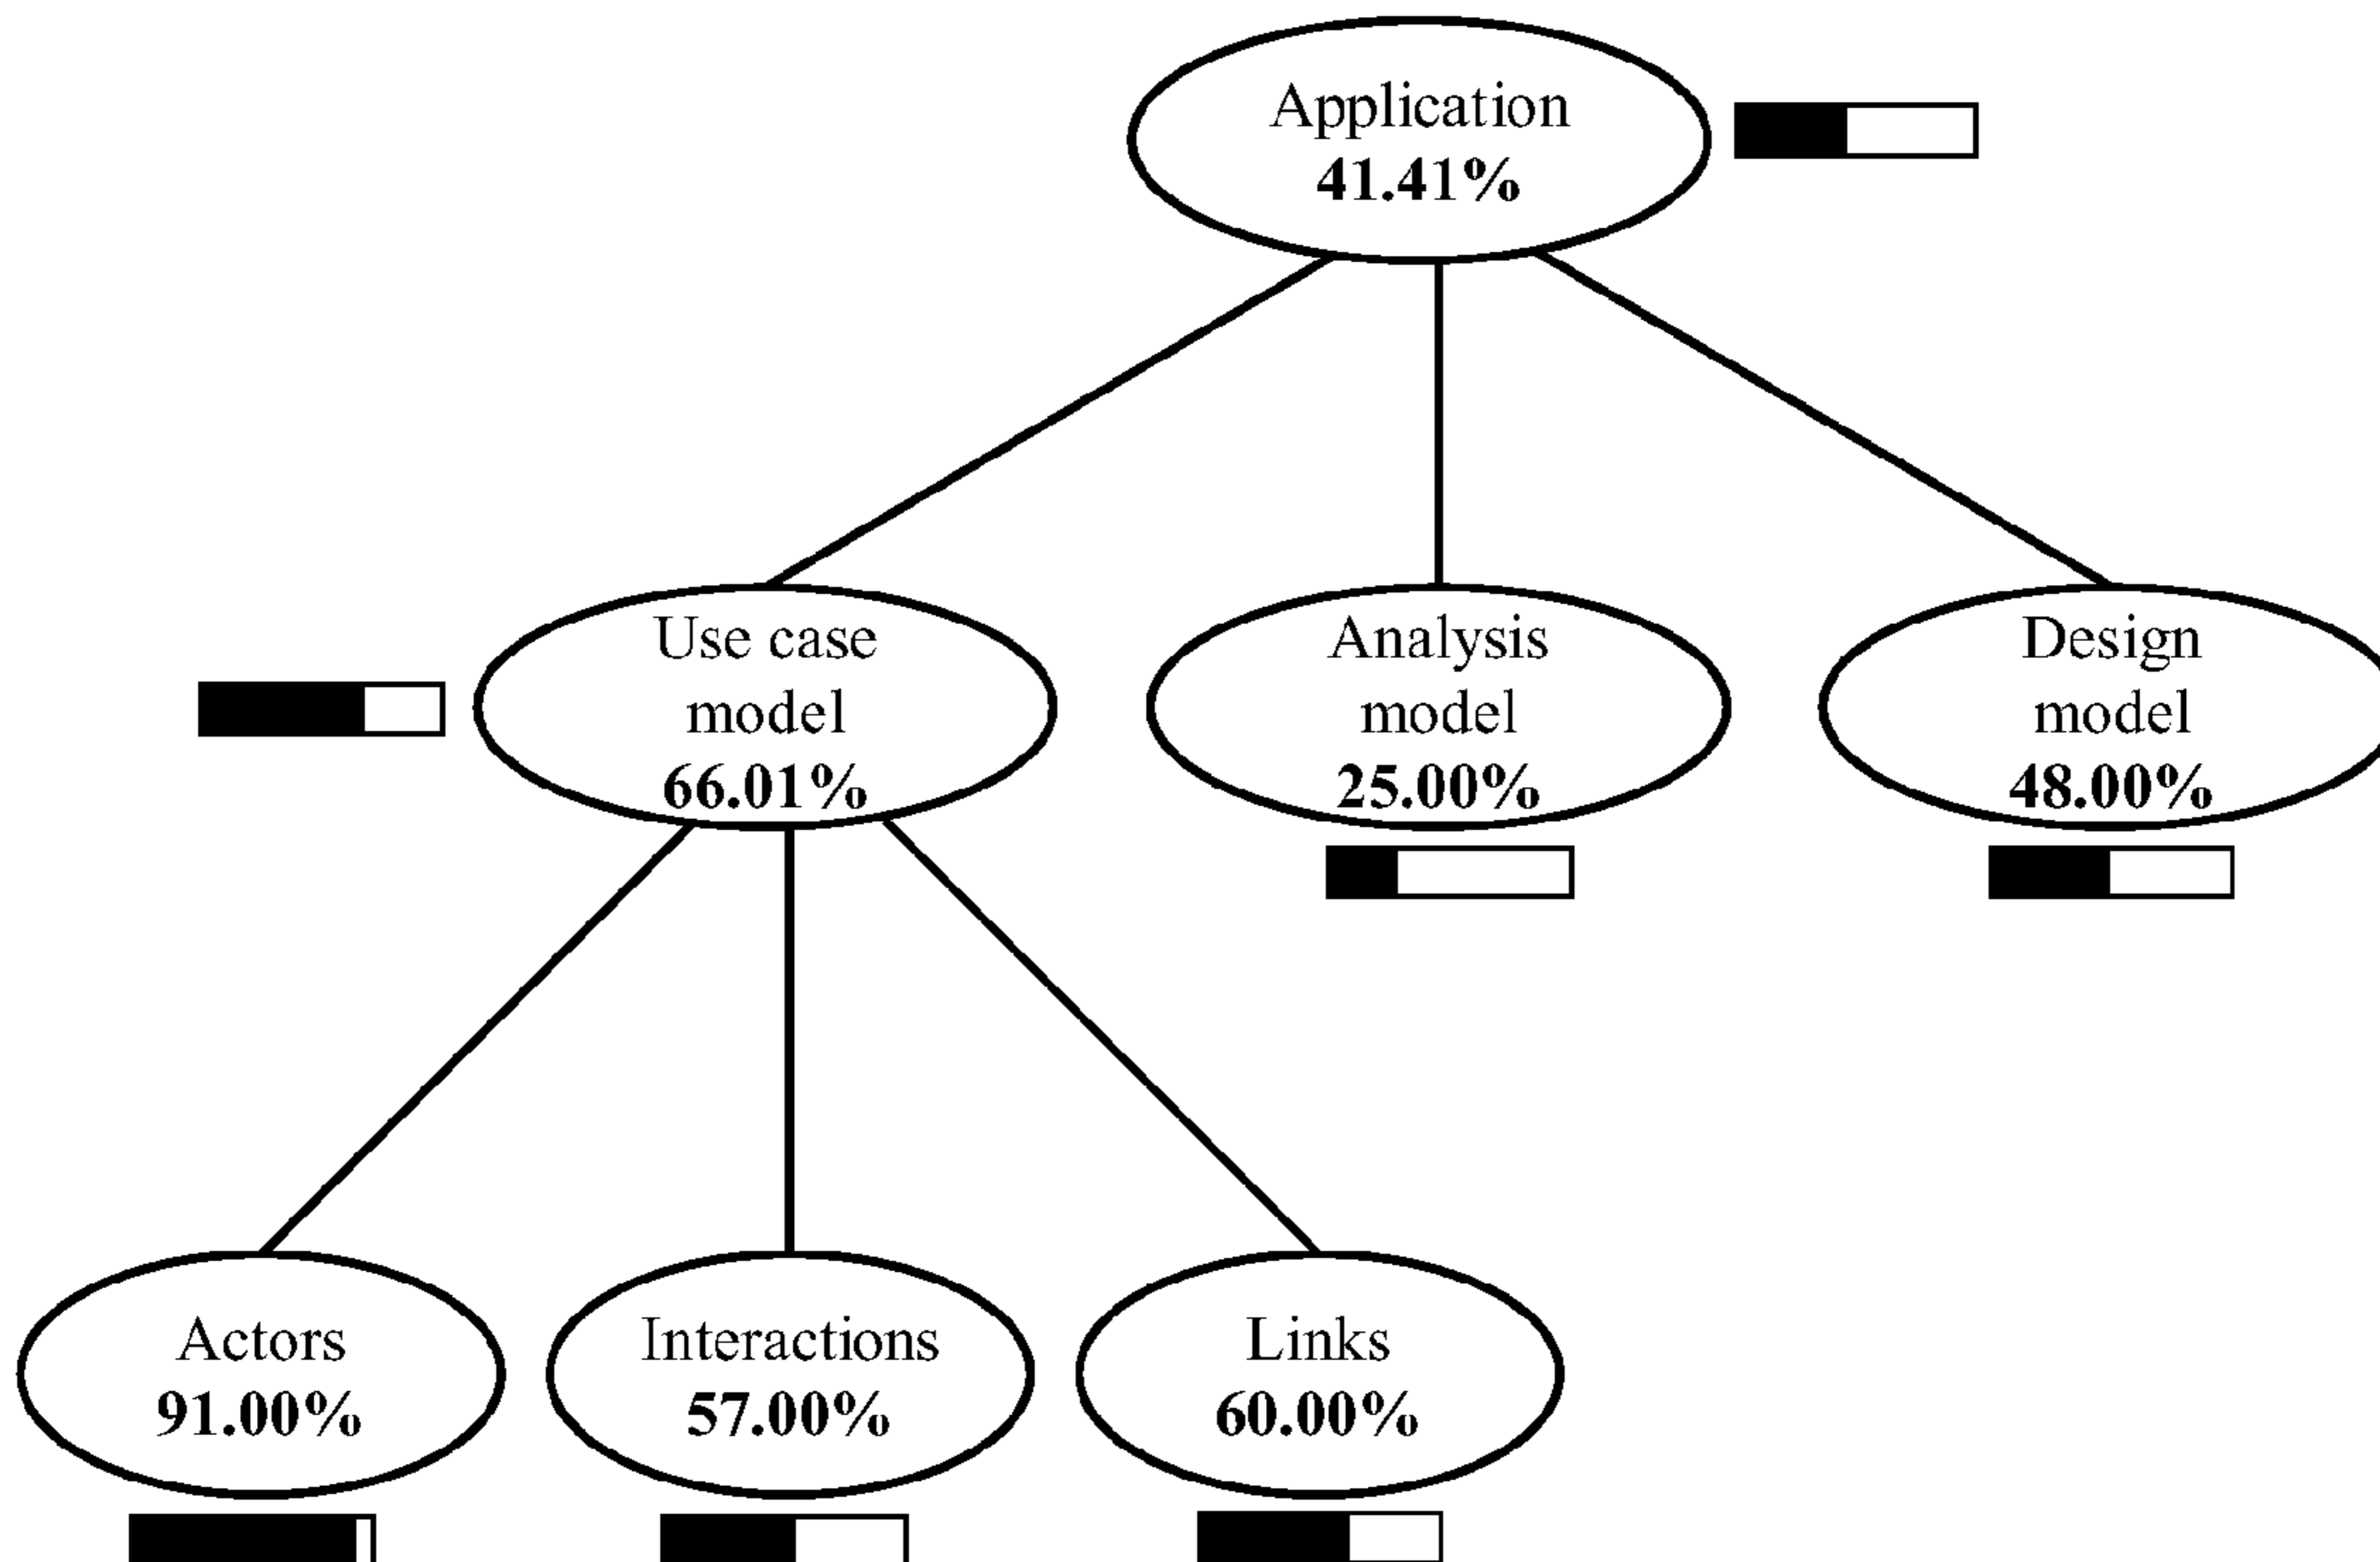 Application
41.41%
Use case
model
66.01%
Analysis
model
25.00%
Design
model
48.00%
Actors
91.00%
Interactions
57.00%
Links
60.00%